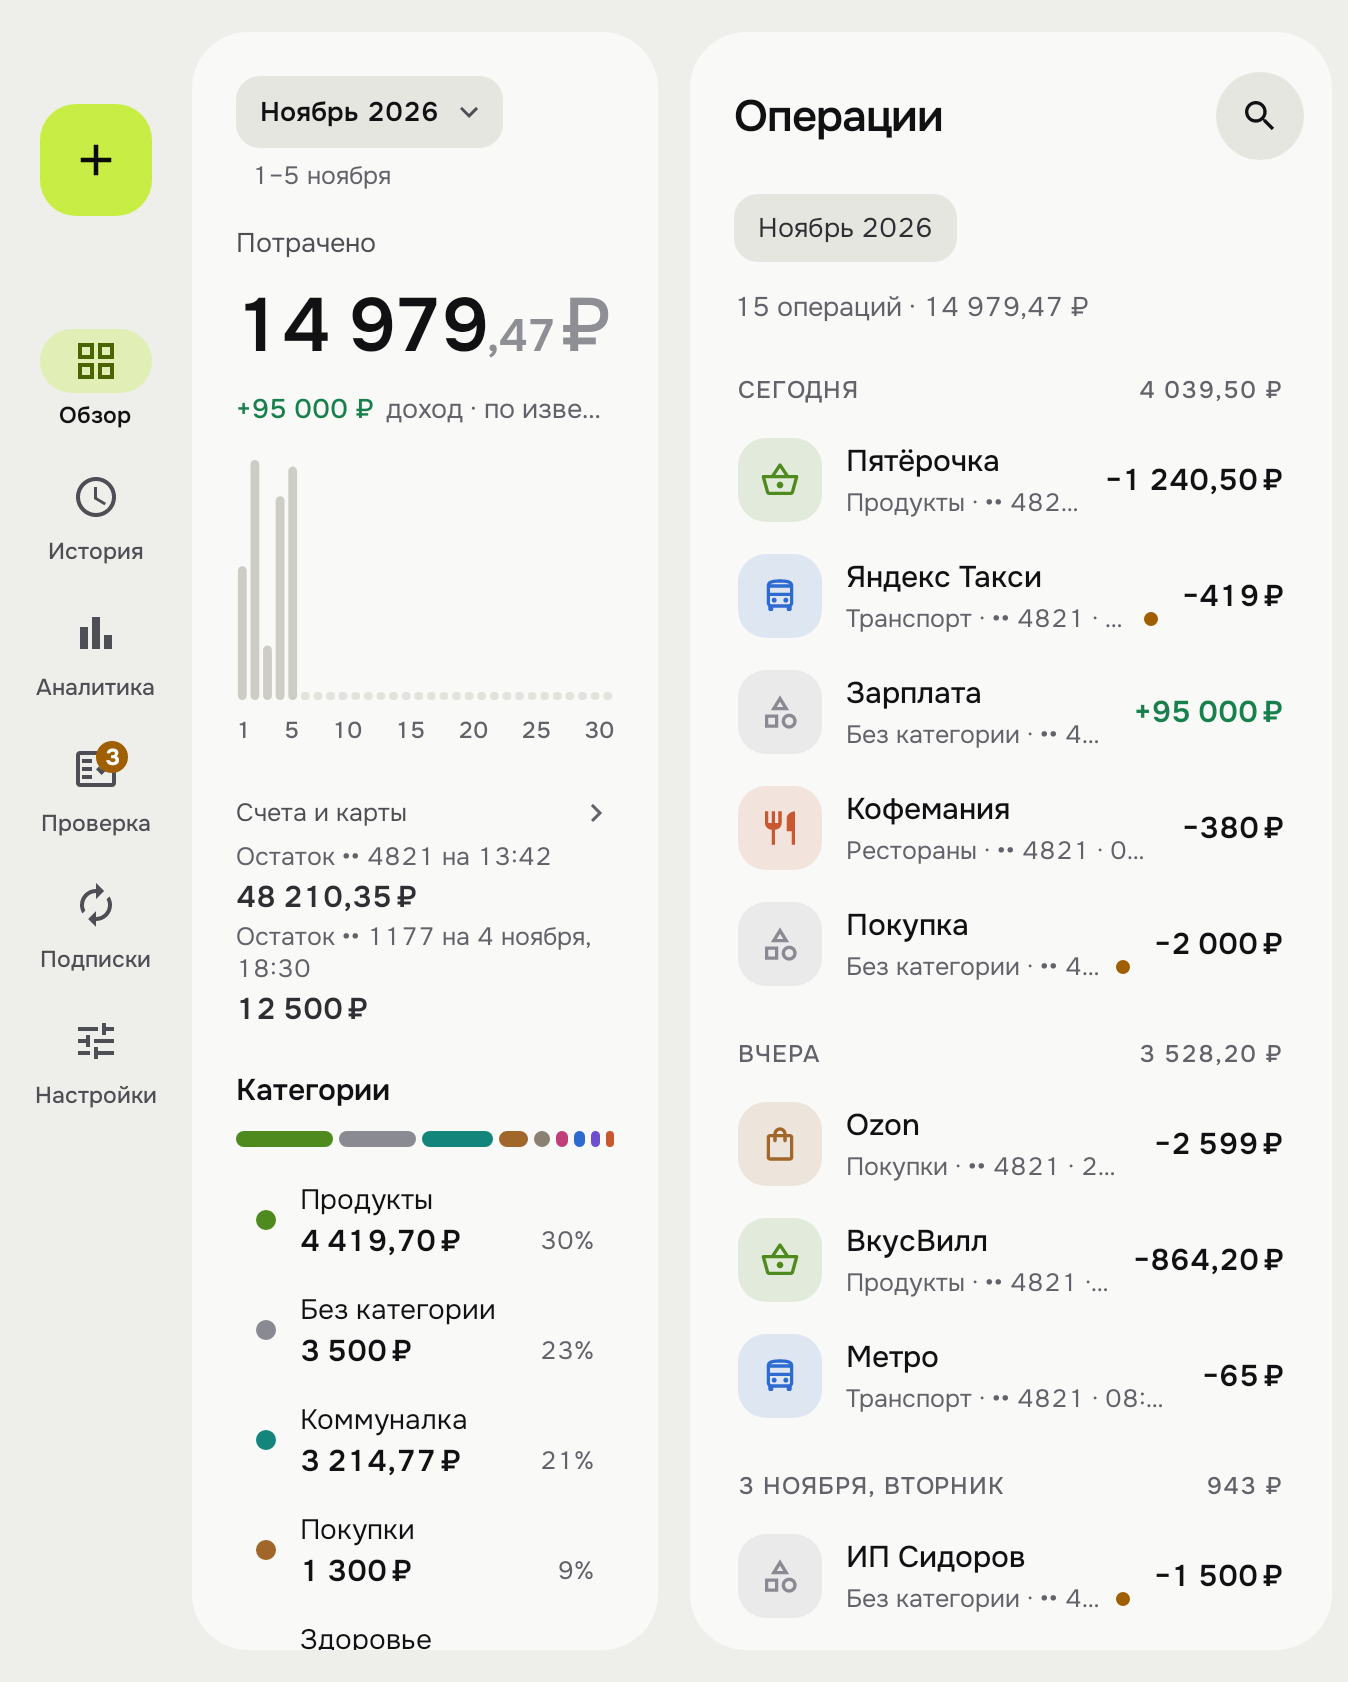 Обзор
История
Аналитика
3
Проверка
Подписки
Настройки
Ноябрь 2026
1–5 ноября
Потрачено
14 979,47 ₽
+95 000 ₽ доход · по изве...
1 5 10 15 20 25 30
Счета и карты
Остаток •• 4821 на 13:42
48 210,35 ₽
Остаток •• 1177 на 4 ноября,
18:30
12 500 ₽
Категории
Продукты
4 419,70 ₽ 30%
Без категории
3 500 ₽ 23%
Коммуналка
3 214,77 ₽ 21%
Покупки
1 300 ₽ 9%
Здоровье
Операции
Ноябрь 2026
15 операций · 14 979,47 ₽
СЕГОДНЯ 4 039,50 ₽
Пятёрочка
Продукты · •• 482... −1 240,50 ₽
Яндекс Такси
Транспорт · •• 4821 · ... −419 ₽
Зарплата
Без категории · •• 4... +95 000 ₽
Кофемания
Рестораны · •• 4821 · 0... −380 ₽
Покупка
Без категории · •• 4... −2 000 ₽
ВЧЕРА 3 528,20 ₽
Ozon
Покупки · •• 4821 · 2... −2 599 ₽
ВкусВилл
Продукты · •• 4821 ·... −864,20 ₽
Метро
Транспорт · •• 4821 · 08:... −65 ₽
3 НОЯБРЯ, ВТОРНИК 943 ₽
ИП Сидоров
Без категории · •• 4... −1 500 ₽